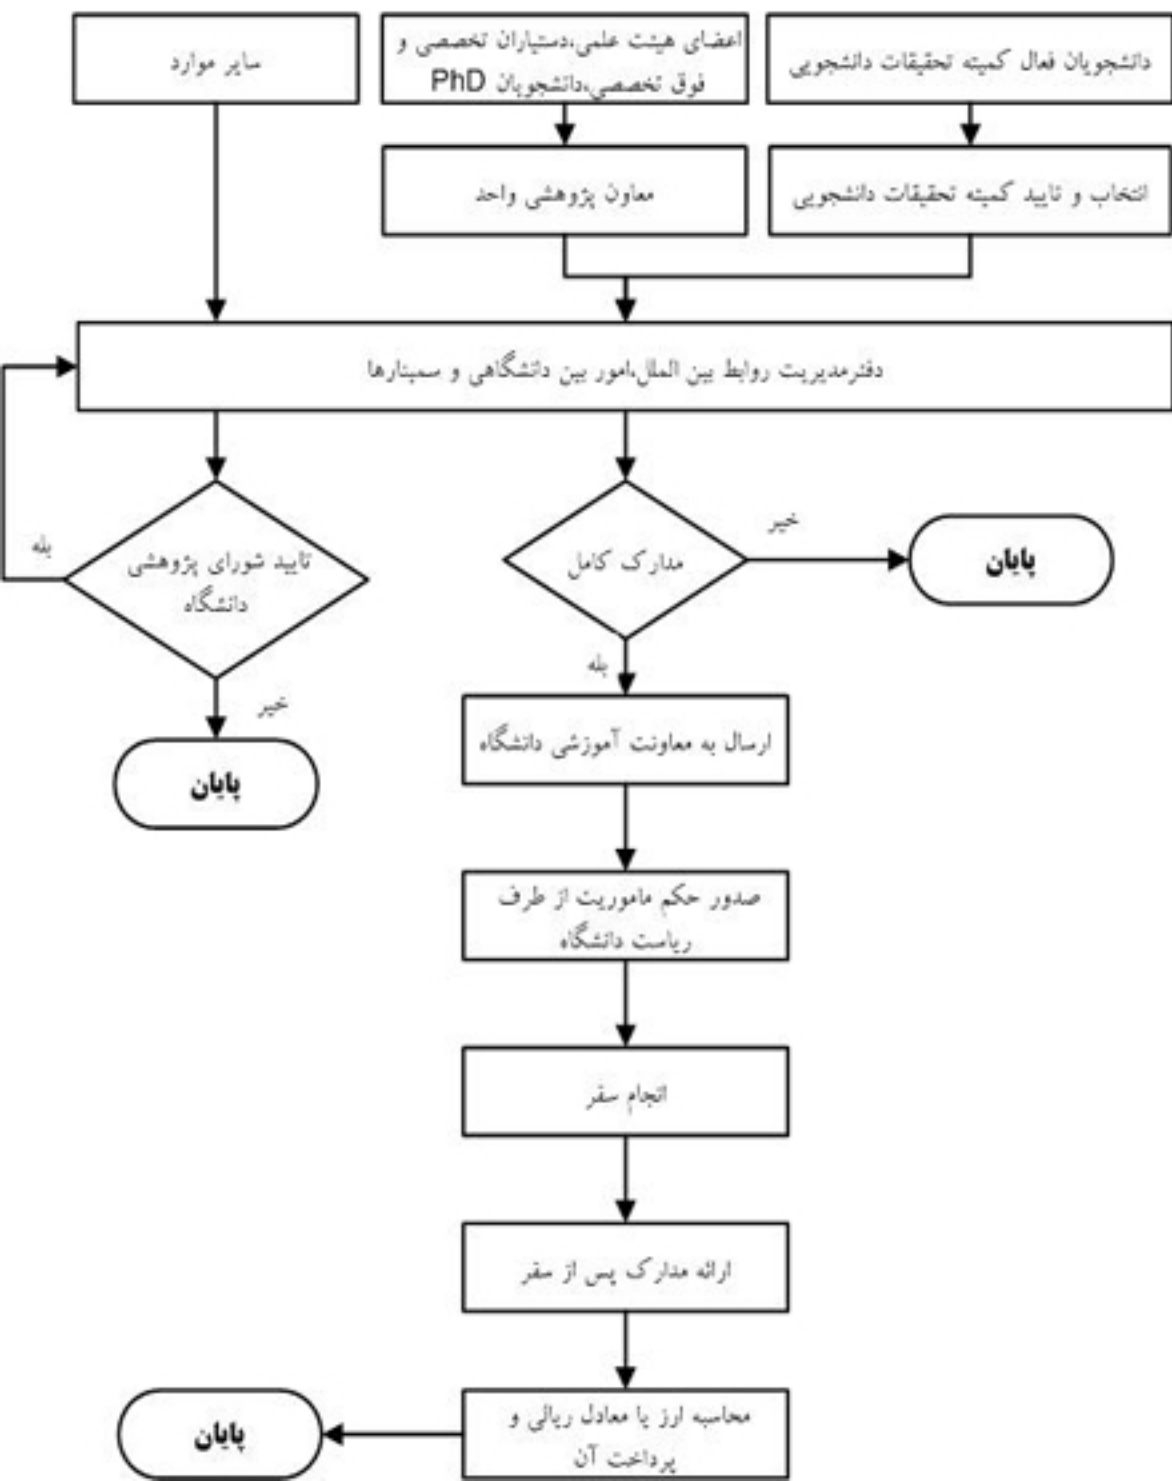 دانشجویان فعال کمیته تحقیقات دانشجویی
اعضای هیئت علمی،دستیاران تخصصی و
فوق تخصصی،دانشجویان PhD
سایر موارد
انتخاب و تایید کمیته تحقیقات دانشجویی
معاون پژوهشی واحد
دفترمدیریت روابط بین الملل،امور بین دانشگاهی و سمینارها
خیر
پایان
مدارک کامل
بله
تایید شورای پژوهشی
دانشگاه
بله
خیر
پایان
ارسال به معاونت آموزشی دانشگاه
صدور حکم ماموریت از طرف
ریاست دانشگاه
انجام سفر
ارائه مدارک پس از سفر
محاسبه ارز یا معادل ریالی و
پرداخت آن
پایان